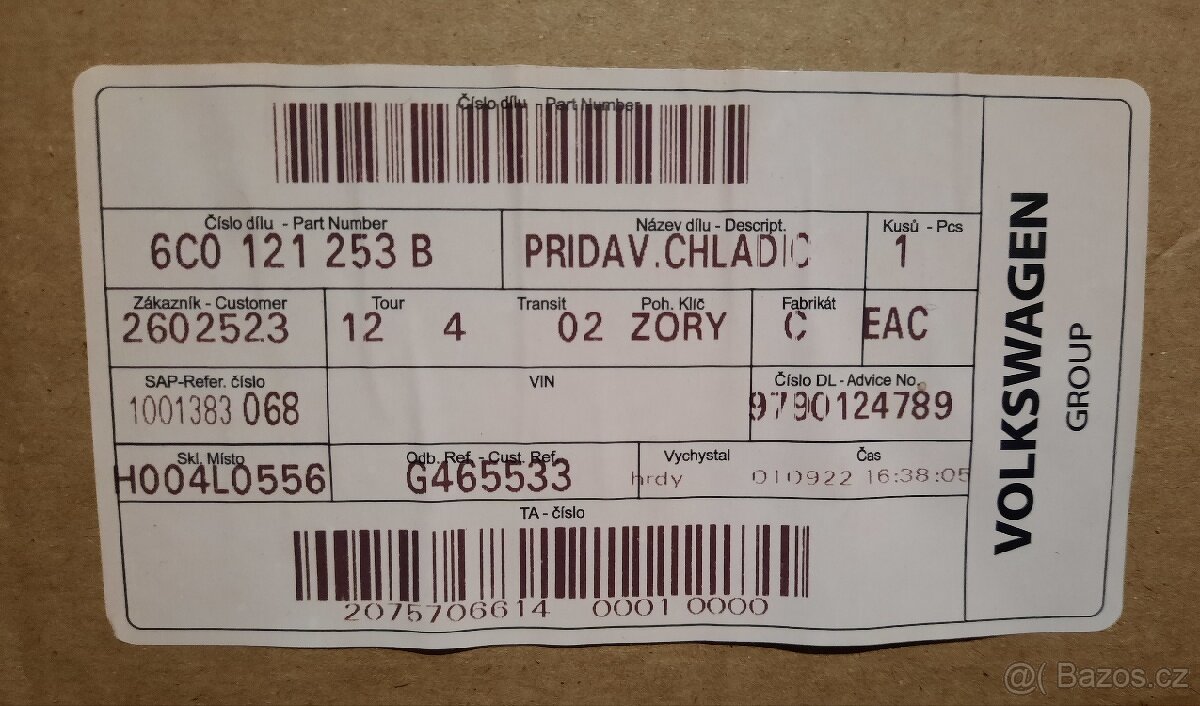 Číslo dílu - Part Number
Číslo dílu - Part Number
6C0 121 253 B
Název dílu - Descript.
PRIDAV.CHLADIC
Kusů - Pcs
1
Zákazník - Customer
2602523
Tour
12 4
Transit
02
Poh. Klíč
ZORY
Fabrikát
C
EAC
SAP-Refer. číslo
1001383 068
VIN
Číslo DL - Advice No.
9790124789
Skl. Místo
H004L0556
Odb. Ref. - Cust. Ref.
G465533
Vychystal
hrdy
Čas
010922 16:38:05
TA - číslo
2075706614 0001 0000
VOLKSWAGEN
GROUP
@( Bazos.cz